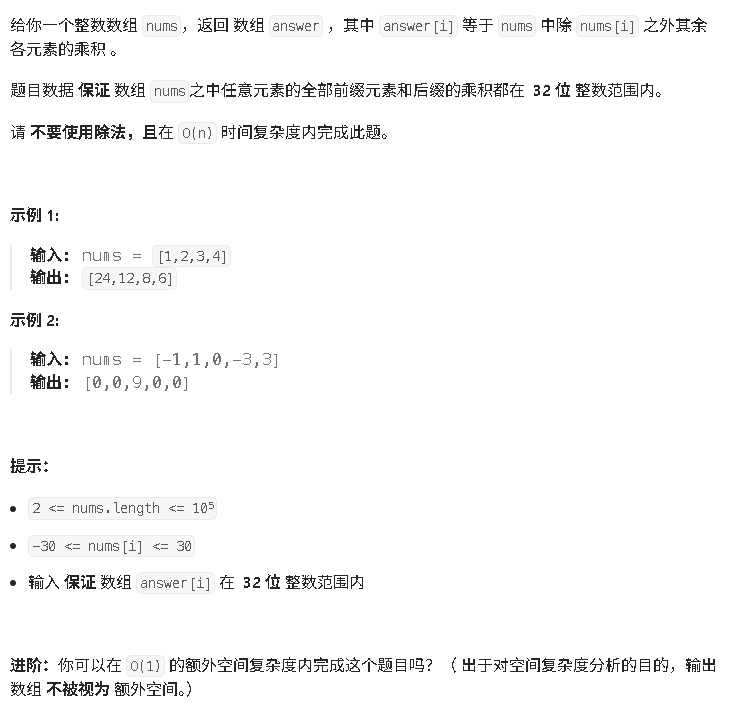 给你一个整数数组 nums，返回 数组 answer ，其中 answer[i] 等于 nums 中除 nums[i] 之外其余
各元素的乘积 。
题目数据 保证 数组 nums之中任意元素的全部前缀元素和后缀的乘积都在 32 位 整数范围内。
请 不要使用除法，且在 O(n) 时间复杂度内完成此题。
示例 1:
输入: nums = [1,2,3,4]
输出: [24,12,8,6]
示例 2:
输入: nums = [-1,1,0,-3,3]
输出: [0,0,9,0,0]
提示：
• 2 <= nums.length <= 10⁵
• -30 <= nums[i] <= 30
• 输入 保证 数组 answer[i] 在 32 位 整数范围内
进阶：你可以在 O(1) 的额外空间复杂度内完成这个题目吗？（ 出于对空间复杂度分析的目的，输出
数组 不被视为 额外空间。）